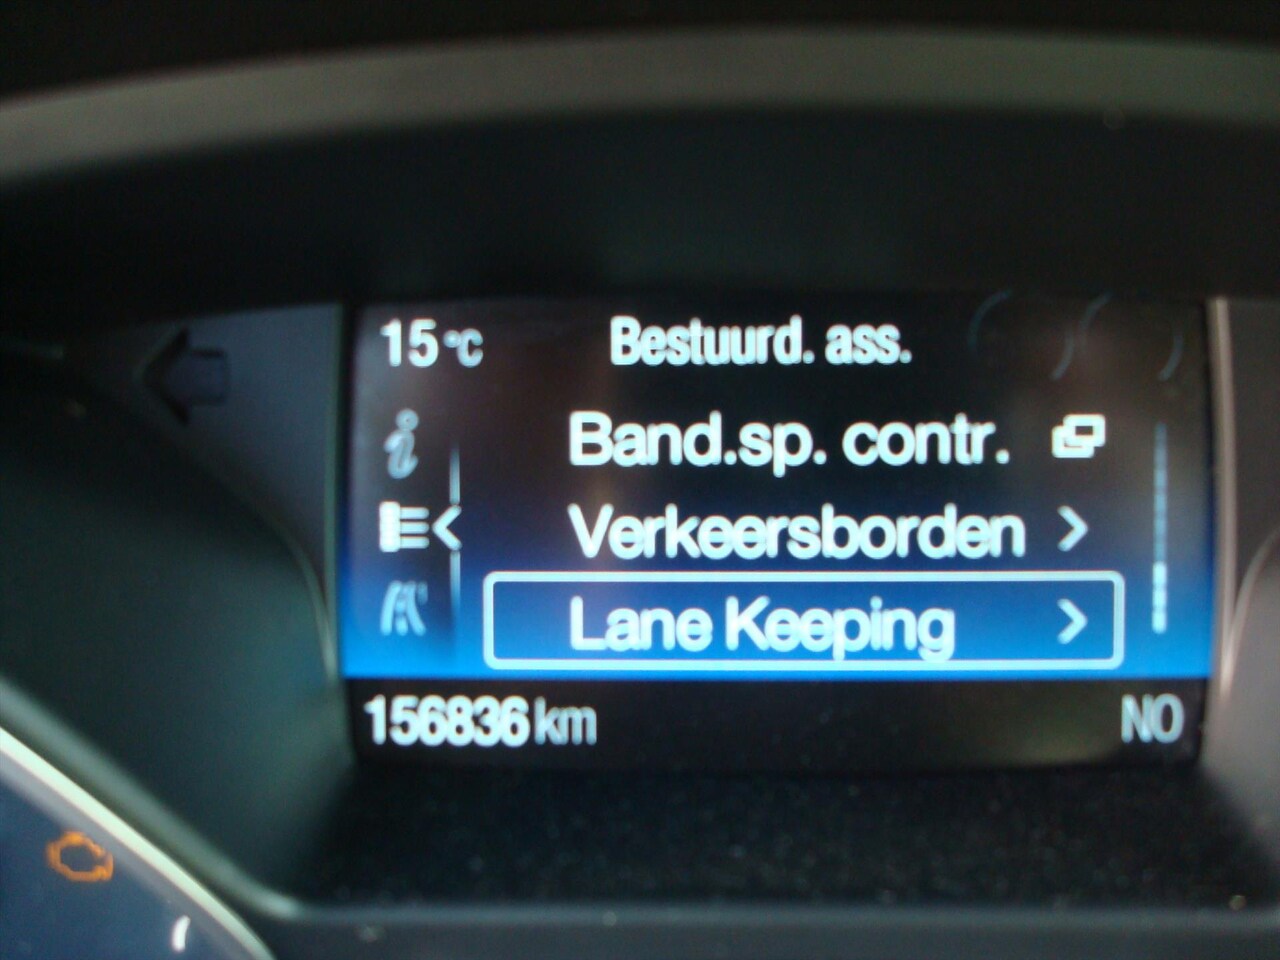 15 °C Bestuurd. ass.
Band.sp. contr.
Verkeersborden
Lane Keeping
156836 km NO